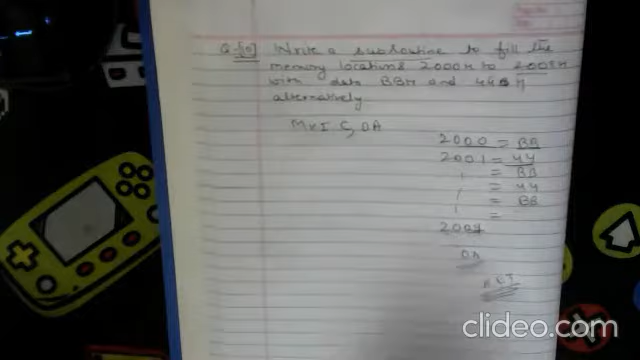 Q-10] Write a subroutine to fill the
memory locations 2000H to 2009H
with data BBH and 44H
alternatively
MVI C, 0A
2000 = BB
2001 = 44
= BB
= 44
= BB
=
0A
RET
clideo.com